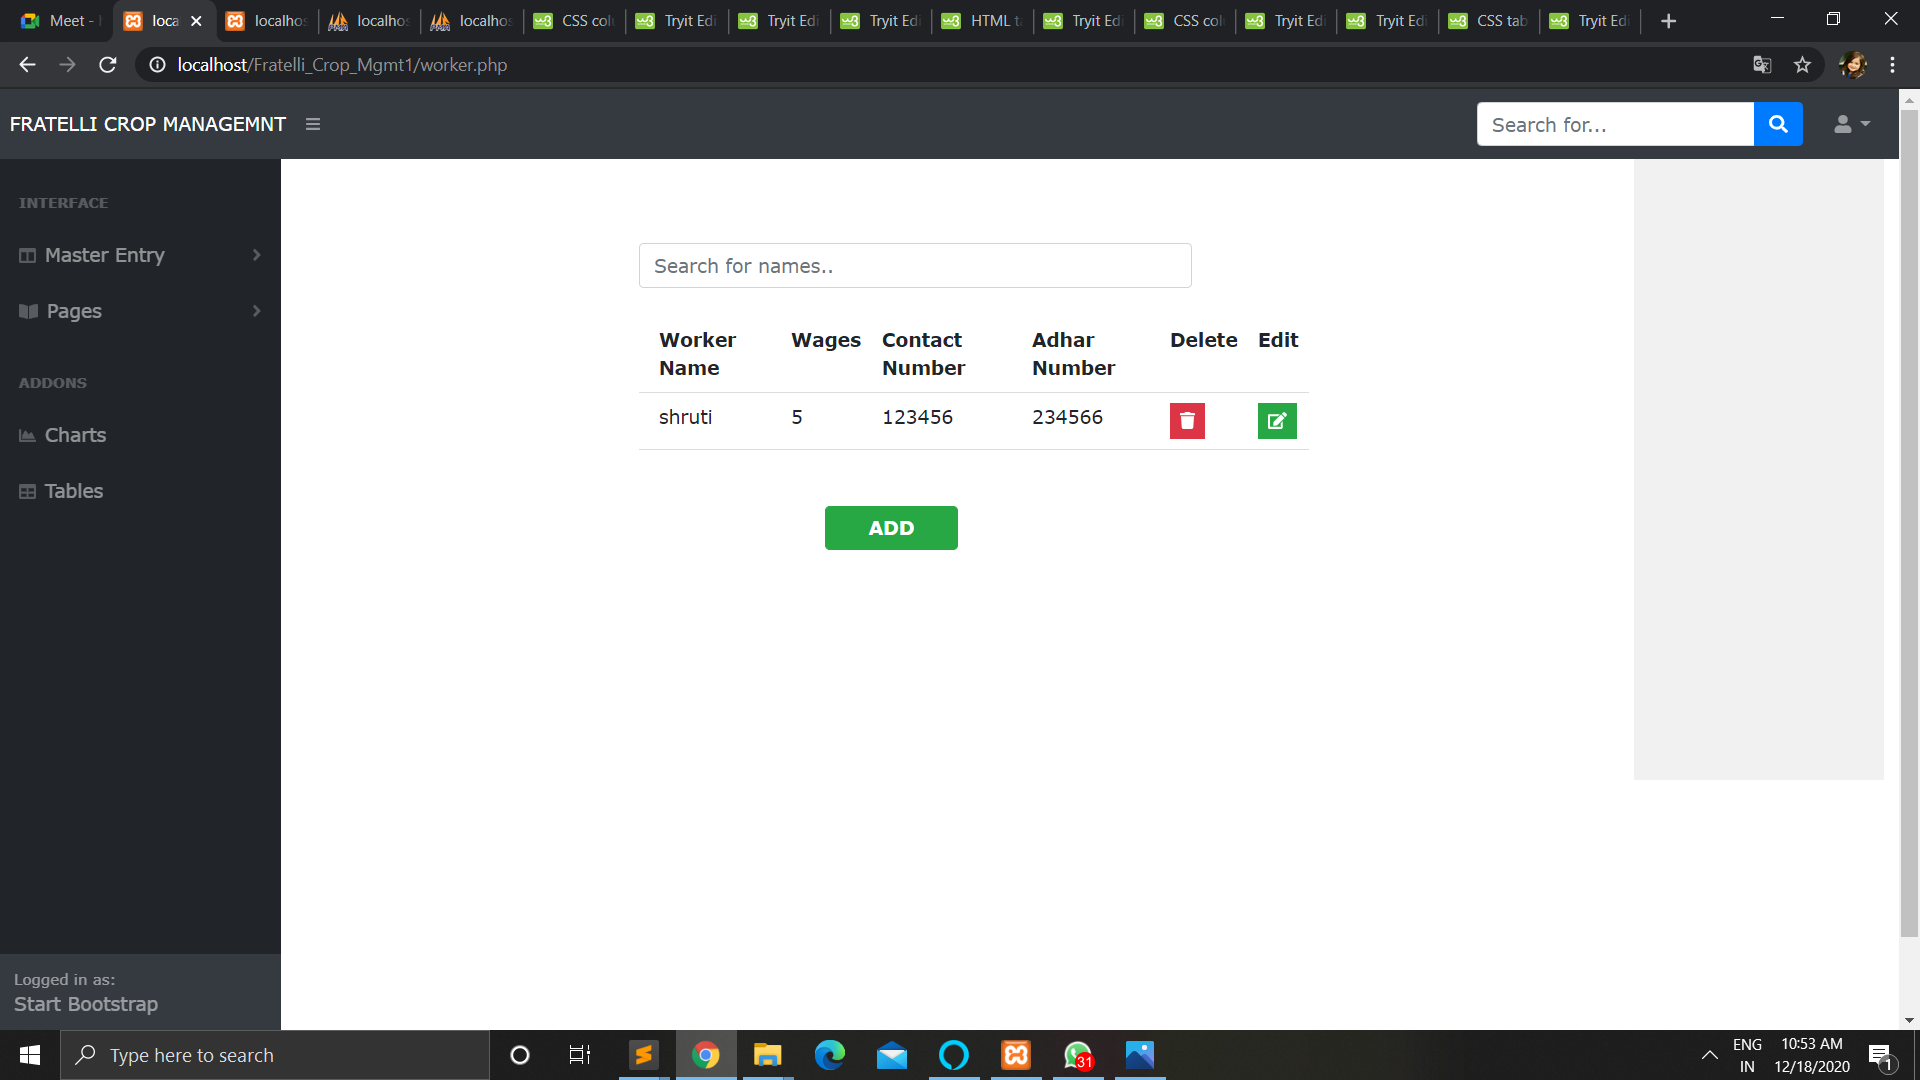 Meet -
loca
localhos
localhos
localhos
CSS col
Tryit Edi
Tryit Edi
Tryit Edi
HTML t
Tryit Edi
CSS col
Tryit Edi
Tryit Edi
CSS tab
Tryit Edi
localhost/Fratelli_Crop_Mgmt1/worker.php
FRATELLI CROP MANAGEMNT
Search for...
INTERFACE
Master Entry
Pages
ADDONS
Charts
Tables
Search for names..
Worker Name Wages Contact Number Adhar Number Delete Edit
shruti 5 123456 234566
ADD
Logged in as:
Start Bootstrap
Type here to search
31
ENG
IN
10:53 AM
12/18/2020
1